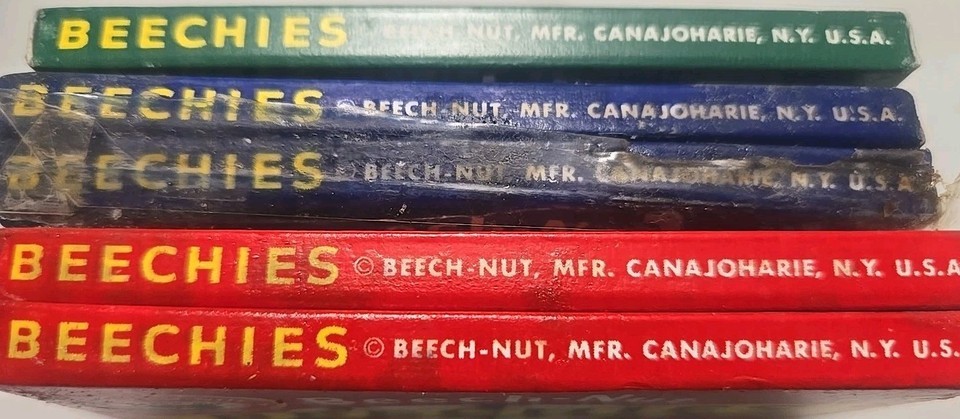 BEECHIES BEECH-NUT, MFR. CANAJOHARIE, N.Y. U.S.A.
BEECHIES © BEECH-NUT, MFR. CANAJOHARIE, N.Y. U.S.A.
BEECHIES © BEECH-NUT, MFR. CANAJOHARIE N.Y. U.S.A
BEECHIES © BEECH-NUT, MFR. CANAJOHARIE, N.Y. U.S.A
BEECHIES © BEECH-NUT, MFR. CANAJOHARIE, N.Y. U.S.